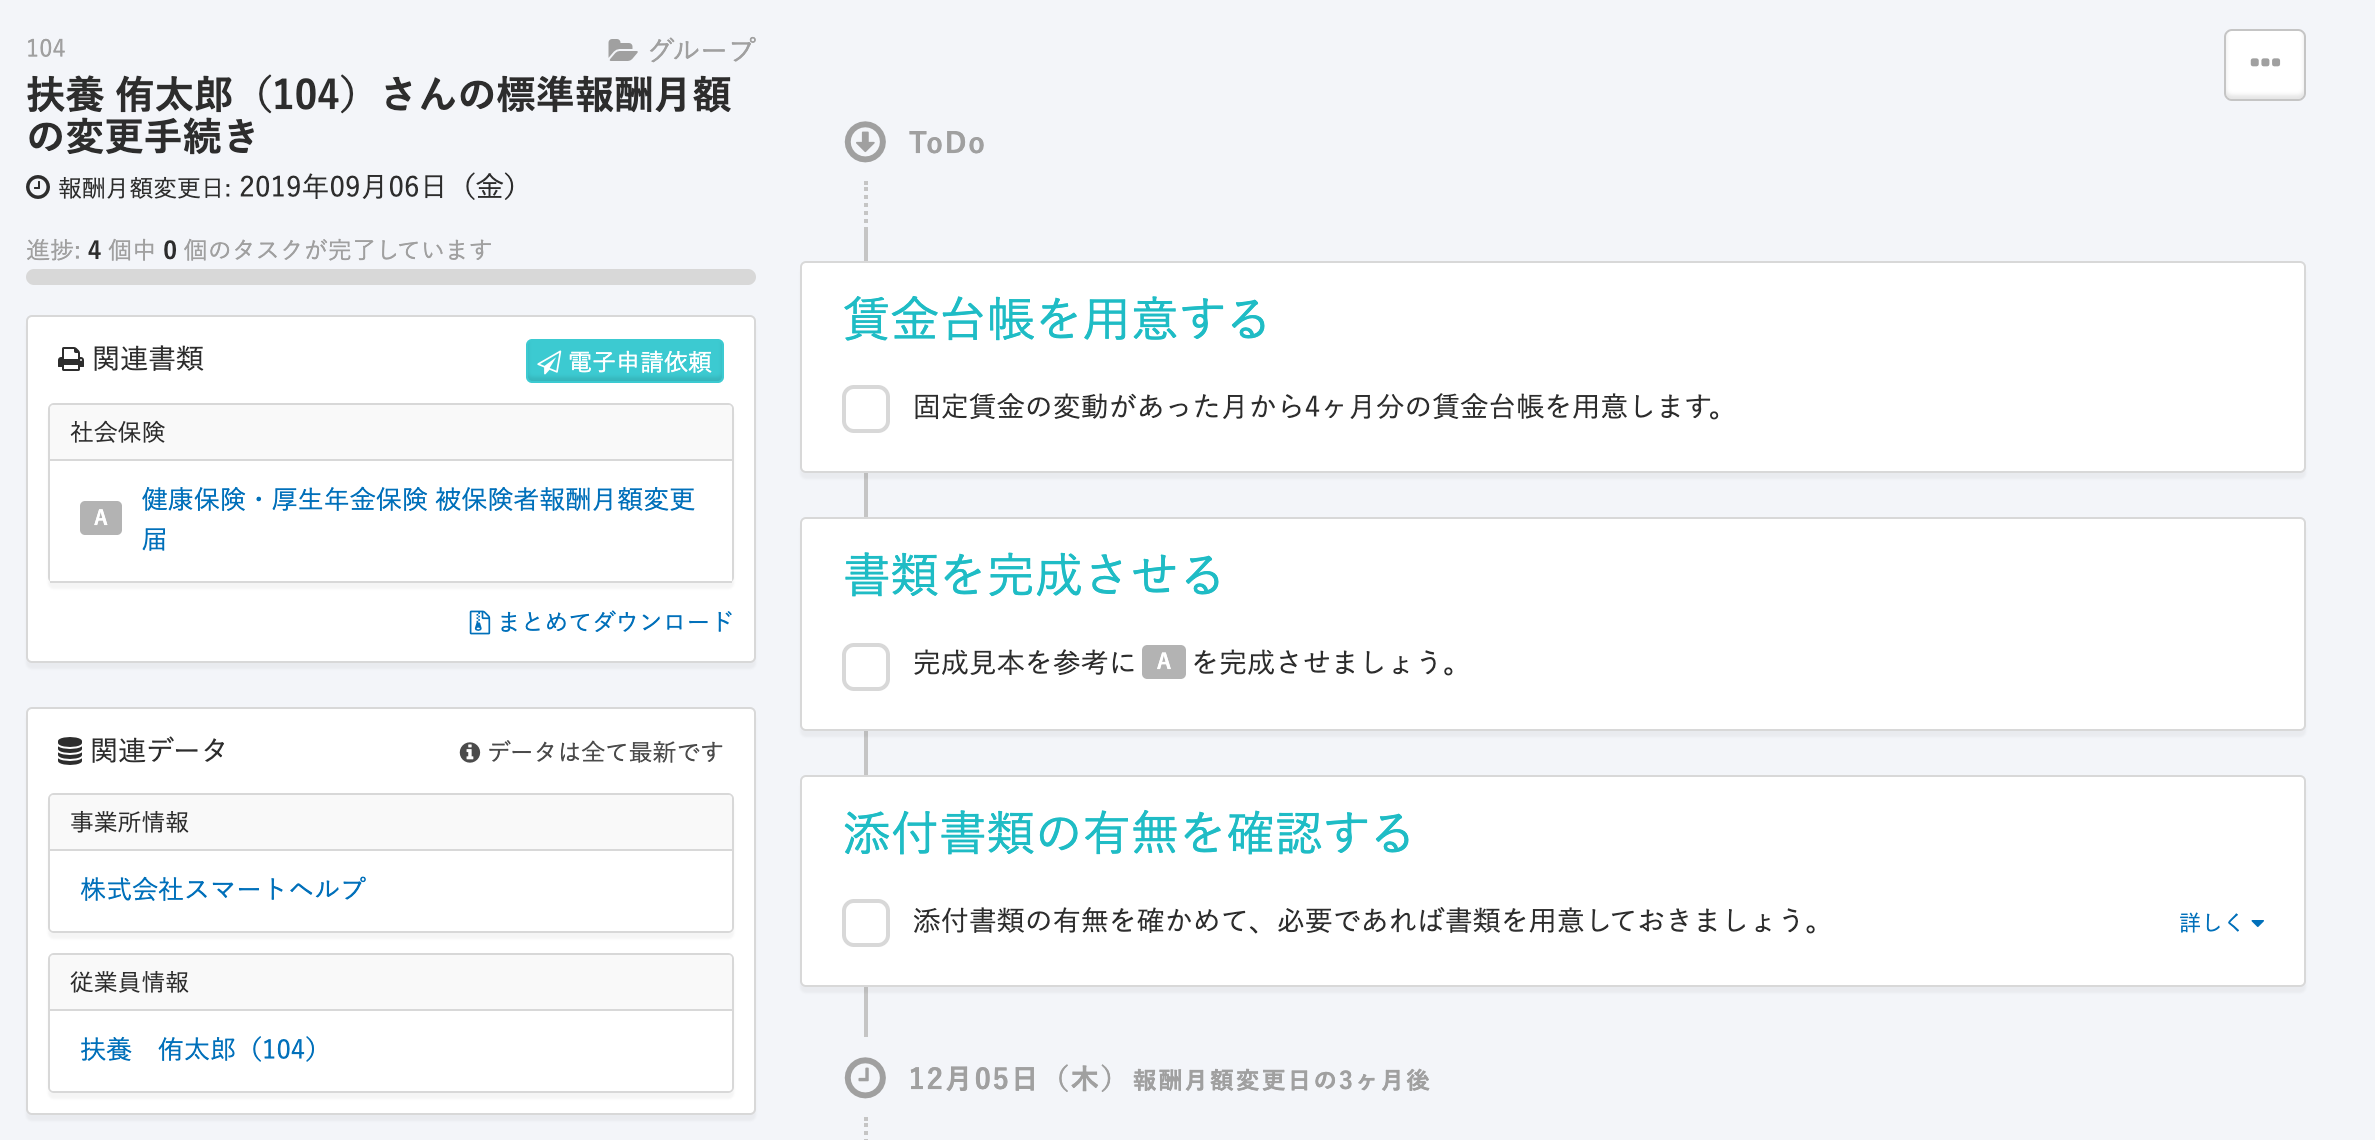 104
グループ
扶養 侑太郎（104）さんの標準報酬月額
の変更手続き
報酬月額変更日: 2019年09月06日（金）
進捗: 4 個中 0 個のタスクが完了しています
関連書類
電子申請依頼
社会保険
A
健康保険・厚生年金保険 被保険者報酬月額変更
届
まとめてダウンロード
関連データ
データは全て最新です
事業所情報
株式会社スマートヘルプ
従業員情報
扶養　侑太郎（104）
ToDo
賃金台帳を用意する
固定賃金の変動があった月から4ヶ月分の賃金台帳を用意します。
書類を完成させる
完成見本を参考に A を完成させましょう。
添付書類の有無を確認する
添付書類の有無を確かめて、必要であれば書類を用意しておきましょう。
詳しく
12月05日（木）報酬月額変更日の3ヶ月後